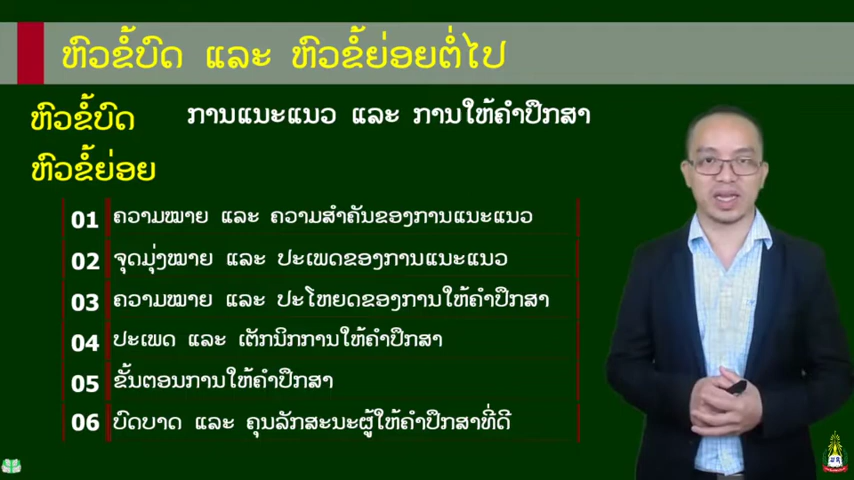 ຫົວຂໍ້ບົດ ແລະ ຫົວຂໍ້ຍ່ອຍຕໍ່ໄປ
ຫົວຂໍ້ບົດ ການແນະແນວ ແລະ ການໃຫ້ຄຳປຶກສາ
ຫົວຂໍ້ຍ່ອຍ
01 ຄວາມໝາຍ ແລະ ຄວາມສຳຄັນຂອງການແນະແນວ
02 ຈຸດມຸ່ງໝາຍ ແລະ ປະເພດຂອງການແນະແນວ
03 ຄວາມໝາຍ ແລະ ປະໂຫຍດຂອງການໃຫ້ຄຳປຶກສາ
04 ປະເພດ ແລະ ເຕັກນິກການໃຫ້ຄຳປຶກສາ
05 ຂັ້ນຕອນການໃຫ້ຄຳປຶກສາ
06 ບົດບາດ ແລະ ຄຸນລັກສະນະຜູ້ໃຫ້ຄຳປຶກສາທີ່ດີ